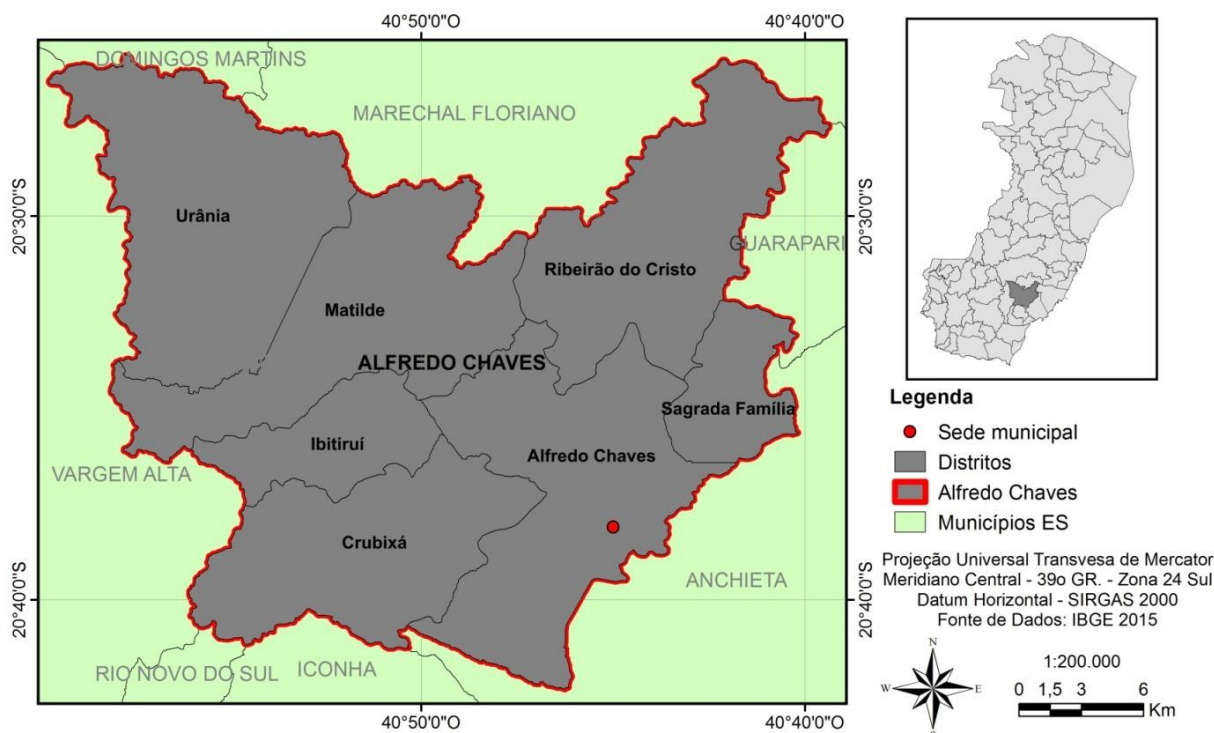 40°50'0"O
40°40'0"O
DOMINGOS MARTINS
MARECHAL FLORIANO
20°30'0"S
20°30'0"S
Urânia
GUARAPARI
Ribeirão do Cristo
Matilde
ALFREDO CHAVES
Sagrada Família
Ibitiruí
Alfredo Chaves
VARGEM ALTA
Crubixá
ANCHIETA
20°40'0"S
20°40'0"S
RIO NOVO DO SUL
ICONHA
40°50'0"O
40°40'0"O
Legenda
Sede municipal
Distritos
Alfredo Chaves
Municípios ES
Projeção Universal Transvesa de Mercator
Meridiano Central - 39o GR. - Zona 24 Sul
Datum Horizontal - SIRGAS 2000
Fonte de Dados: IBGE 2015
N
W
E
S
1:200.000
0 1,5 3 6
Km